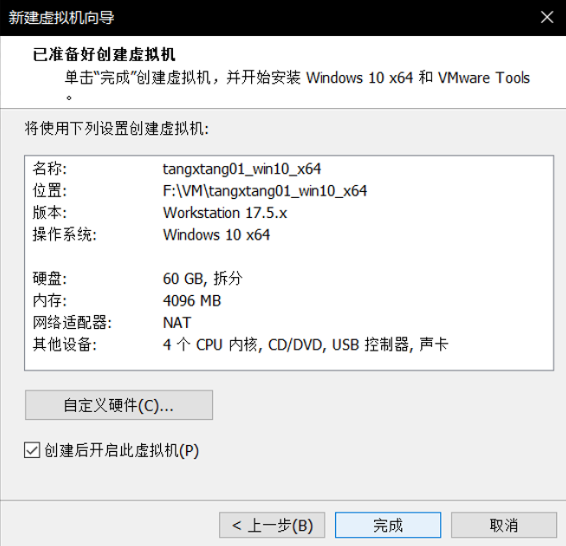 新建虚拟机向导
已准备好创建虚拟机
单击“完成”创建虚拟机，并开始安装 Windows 10 x64 和 VMware Tools
。
将使用下列设置创建虚拟机:
名称: tangxtang01_win10_x64
位置: F:\VM\tangxtang01_win10_x64
版本: Workstation 17.5.x
操作系统: Windows 10 x64
硬盘: 60 GB, 拆分
内存: 4096 MB
网络适配器: NAT
其他设备: 4 个 CPU 内核, CD/DVD, USB 控制器, 声卡
自定义硬件(C)...
创建后开启此虚拟机(P)
< 上一步(B) 完成 取消